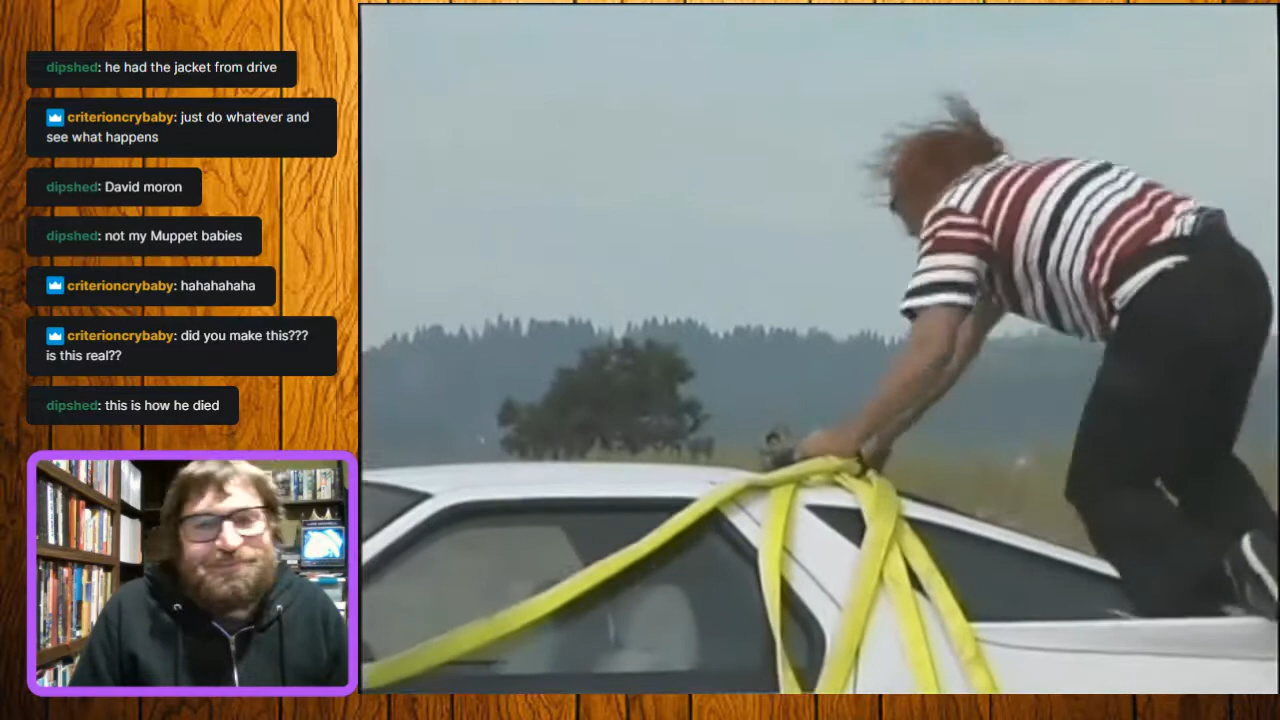 dipshed: he had the jacket from drive
criterioncrybaby: just do whatever and
see what happens
dipshed: David moron
dipshed: not my Muppet babies
criterioncrybaby: hahahahaha
criterioncrybaby: did you make this???
is this real??
dipshed: this is how he died